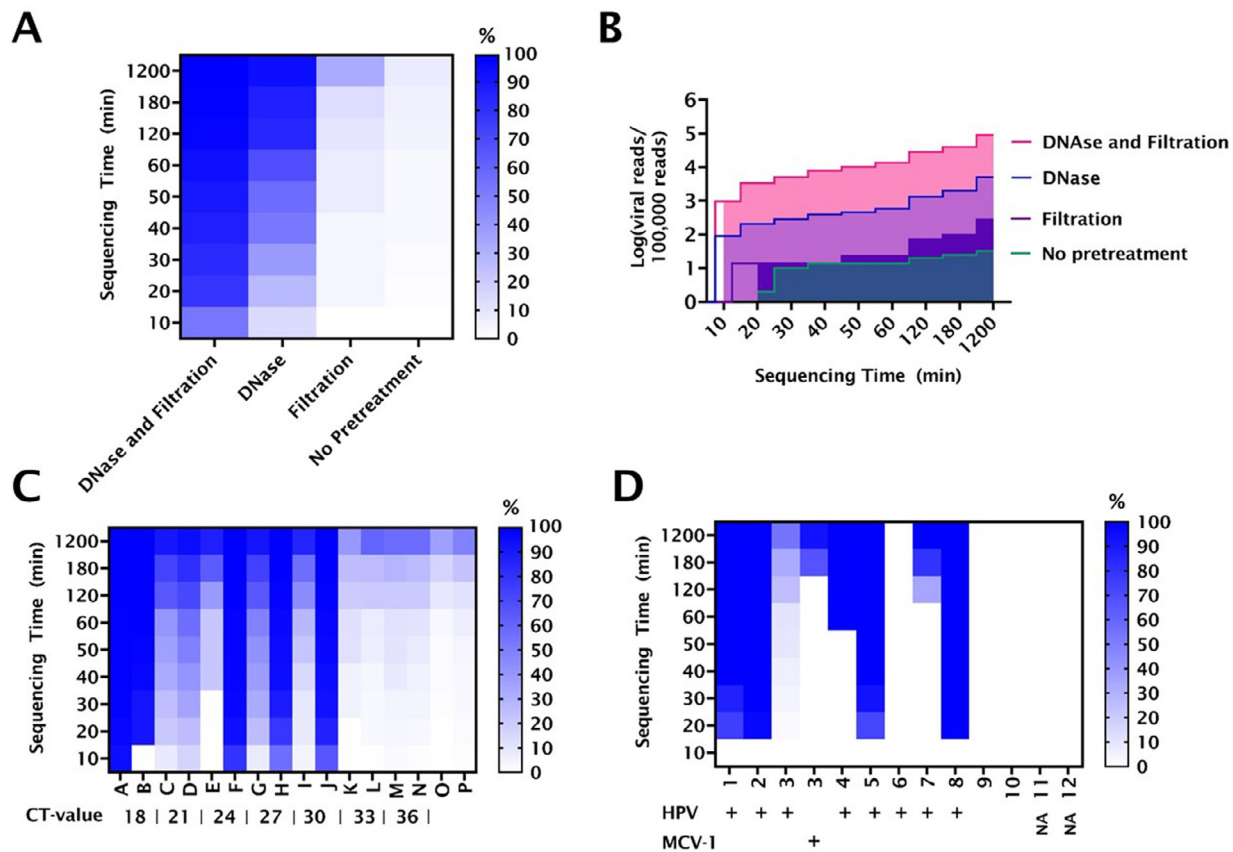 A
%
Sequencing Time (min)
1200
180
120
60
50
40
30
20
10
100
90
80
70
60
50
40
30
20
10
0
DNase and Filtration
DNase
Filtration
No Pretreatment
B
Log(viral reads/
100,000 reads)
6
5
4
3
2
1
0
10 20 30 40 50 60 120 180 1200
Sequencing Time (min)
DNAse and Filtration
DNase
Filtration
No pretreatment
C
%
Sequencing Time (min)
1200
180
120
60
50
40
30
20
10
100
90
80
70
60
50
40
30
20
10
0
A B C D E F G H I J K L M N O P
CT-value 18 | 21 | 24 | 27 | 30 | 33 | 36 |
D
%
Sequencing Time (min)
1200
180
120
60
50
40
30
20
10
100
90
80
70
60
50
40
30
20
10
0
1 2 3 3 4 5 6 7 8 9 10 11 12
HPV + + + + + + + + NA NA
MCV-1 +